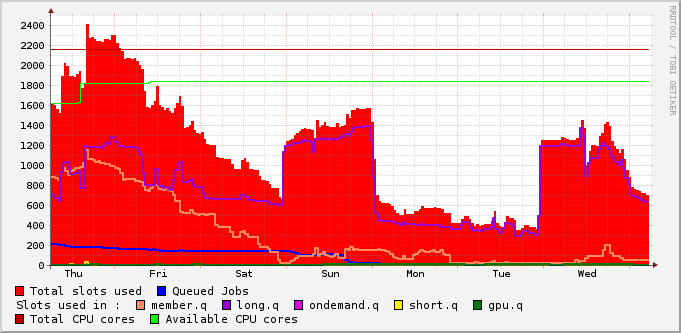 2400
2200
2000
1800
1600
1400
1200
1000
800
600
400
200
0
Thu Fri Sat Sun Mon Tue Wed
Total slots used Queued Jobs
Slots used in : member.q long.q ondemand.q short.q gpu.q
Total CPU cores Available CPU cores
RRDTOOL / TOBI OETIKER